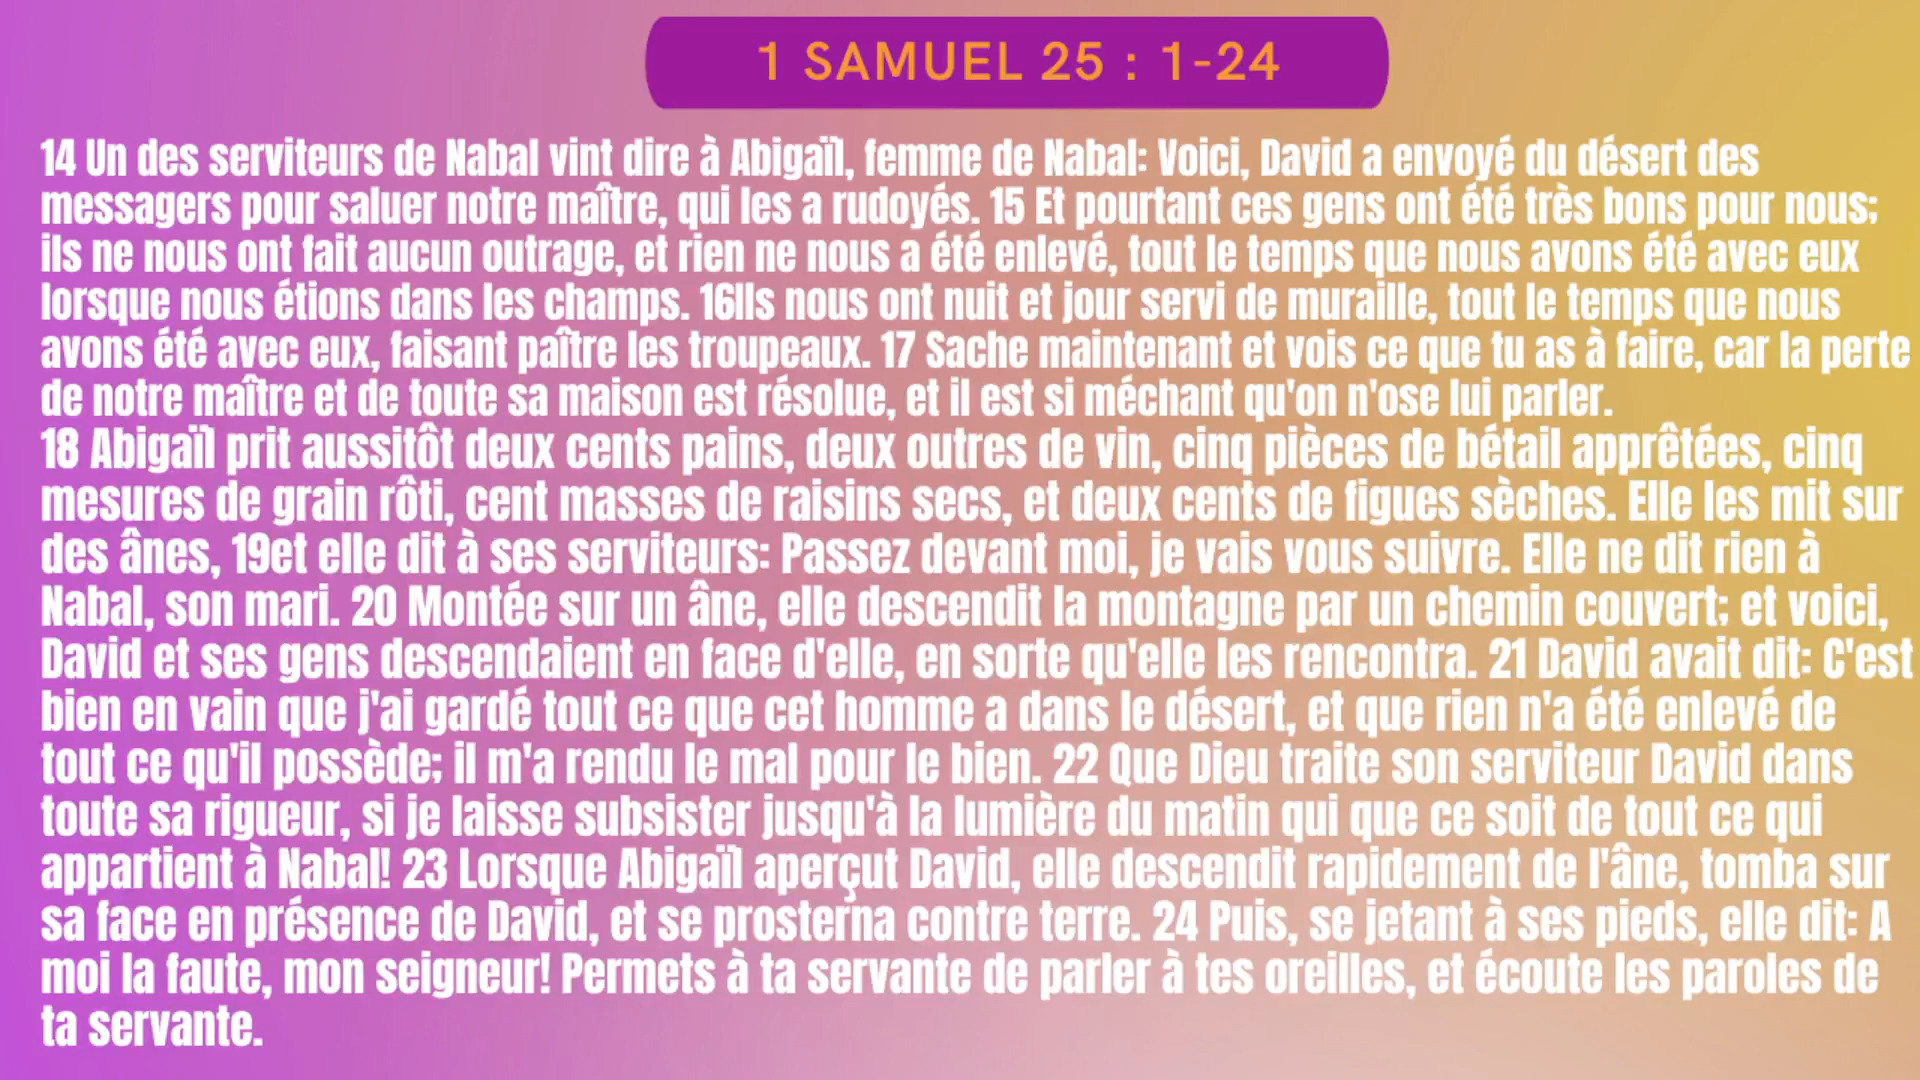 1 SAMUEL 25 : 1-24
14 Un des serviteurs de Nabal vint dire à Abigaïl, femme de Nabal: Voici, David a envoyé du désert des
messagers pour saluer notre maître, qui les a rudoyés. 15 Et pourtant ces gens ont été très bons pour nous;
ils ne nous ont fait aucun outrage, et rien ne nous a été enlevé, tout le temps que nous avons été avec eux
lorsque nous étions dans les champs. 16Ils nous ont nuit et jour servi de muraille, tout le temps que nous
avons été avec eux, faisant paître les troupeaux. 17 Sache maintenant et vois ce que tu as à faire, car la perte
de notre maître et de toute sa maison est résolue, et il est si méchant qu'on n'ose lui parler.
18 Abigaïl prit aussitôt deux cents pains, deux outres de vin, cinq pièces de bétail apprêtées, cinq
mesures de grain rôti, cent masses de raisins secs, et deux cents de figues sèches. Elle les mit sur
des ânes, 19et elle dit à ses serviteurs: Passez devant moi, je vais vous suivre. Elle ne dit rien à
Nabal, son mari. 20 Montée sur un âne, elle descendit la montagne par un chemin couvert; et voici,
David et ses gens descendaient en face d'elle, en sorte qu'elle les rencontra. 21 David avait dit: C'est
bien en vain que j'ai gardé tout ce que cet homme a dans le désert, et que rien n'a été enlevé de
tout ce qu'il possède; il m'a rendu le mal pour le bien. 22 Que Dieu traite son serviteur David dans
toute sa rigueur, si je laisse subsister jusqu'à la lumière du matin qui que ce soit de tout ce qui
appartient à Nabal! 23 Lorsque Abigaïl aperçut David, elle descendit rapidement de l'âne, tomba sur
sa face en présence de David, et se prosterna contre terre. 24 Puis, se jetant à ses pieds, elle dit: A
moi la faute, mon seigneur! Permets à ta servante de parler à tes oreilles, et écoute les paroles de
ta servante.